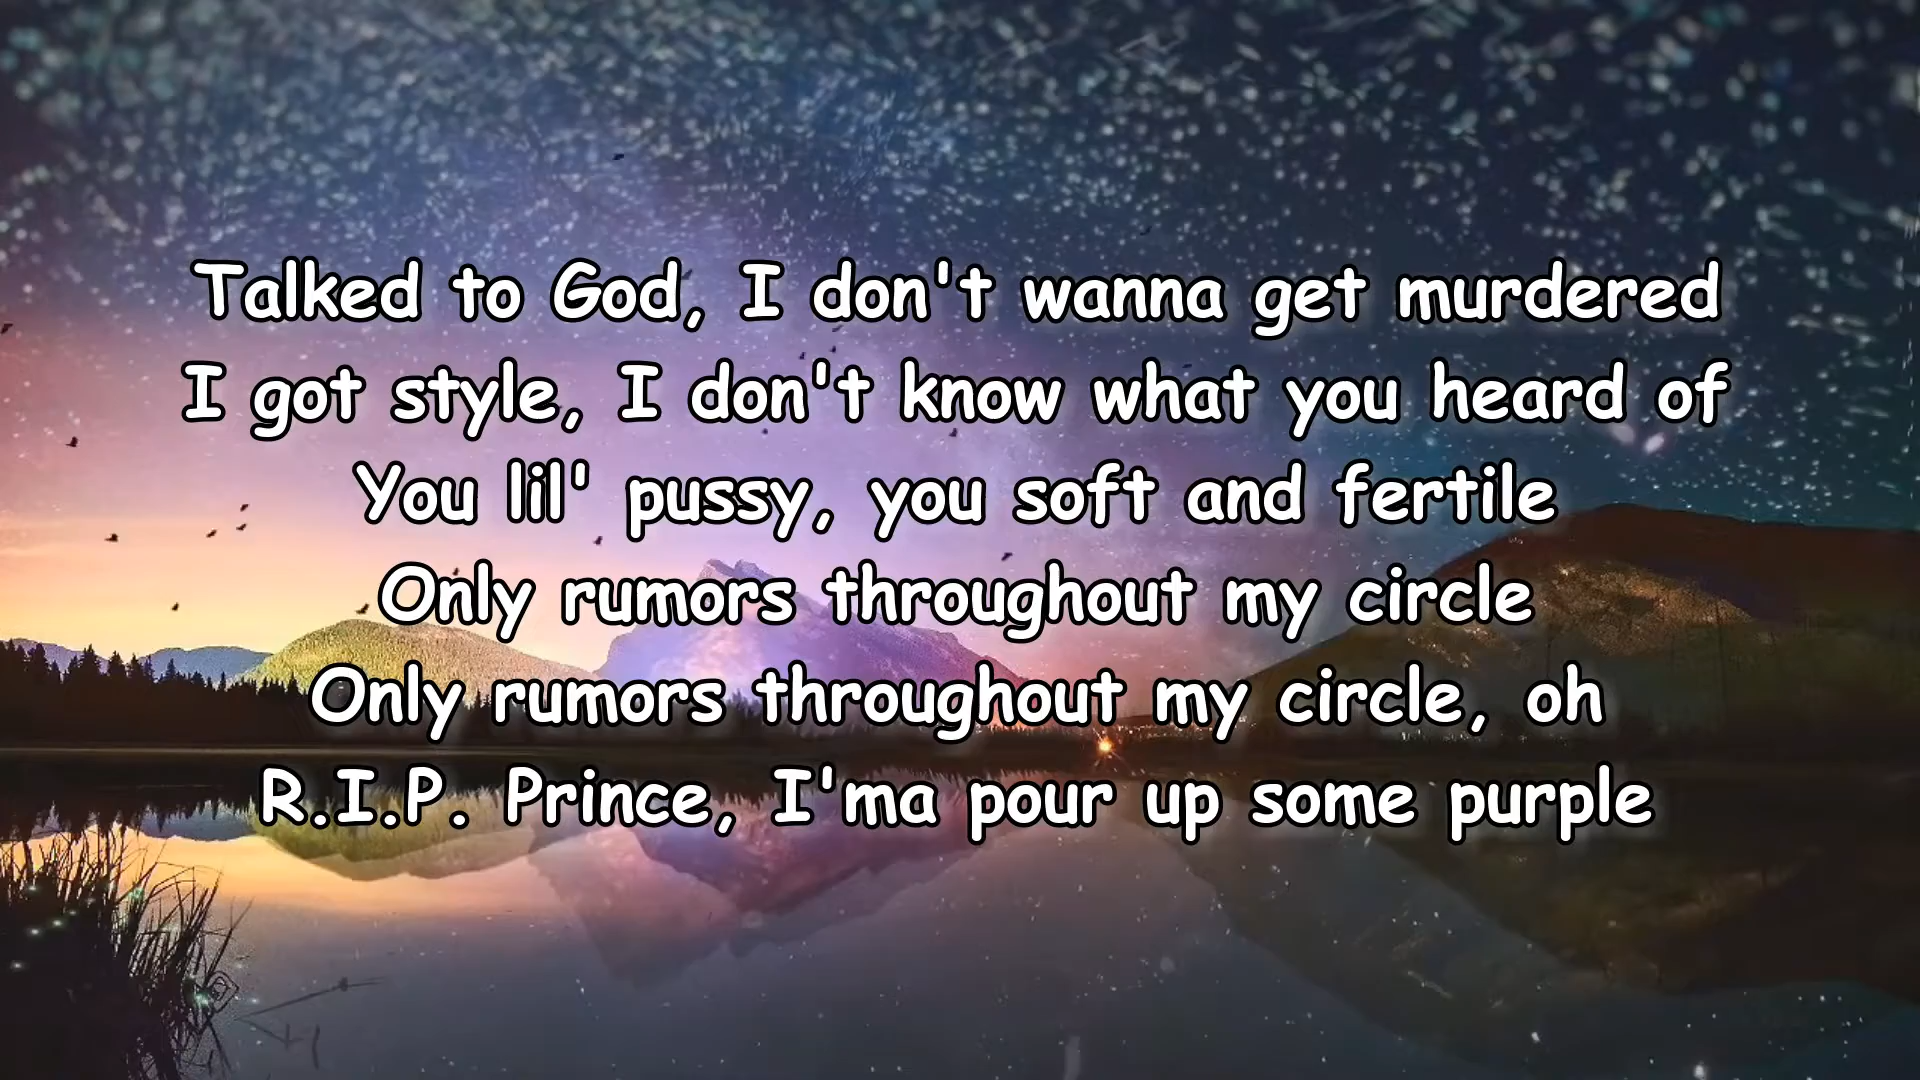 Talked to God, I don't wanna get murdered
I got style, I don't know what you heard of
You lil' pussy, you soft and fertile
Only rumors throughout my circle
Only rumors throughout my circle, oh
R.I.P. Prince, I'ma pour up some purple